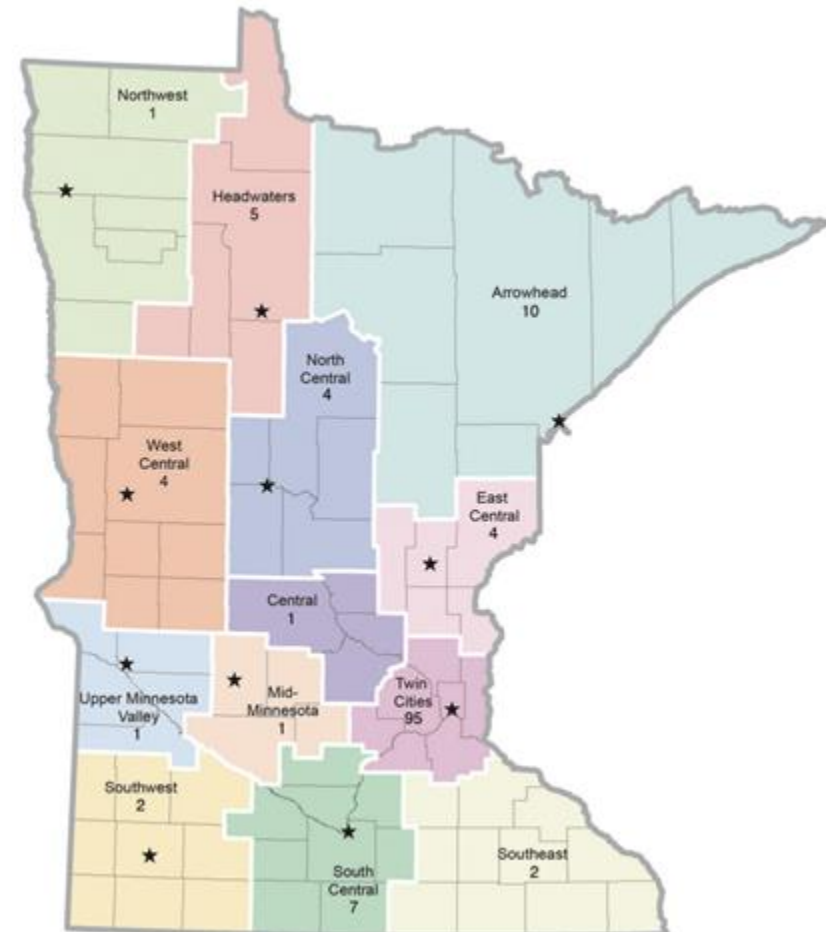 Northwest
1
Headwaters
5
Arrowhead
10
North
Central
4
West
Central
4
East
Central
4
Central
1
Upper Minnesota
Valley
1
Mid-
Minnesota
1
Twin
Cities
95
Southwest
2
South
Central
7
Southeast
2